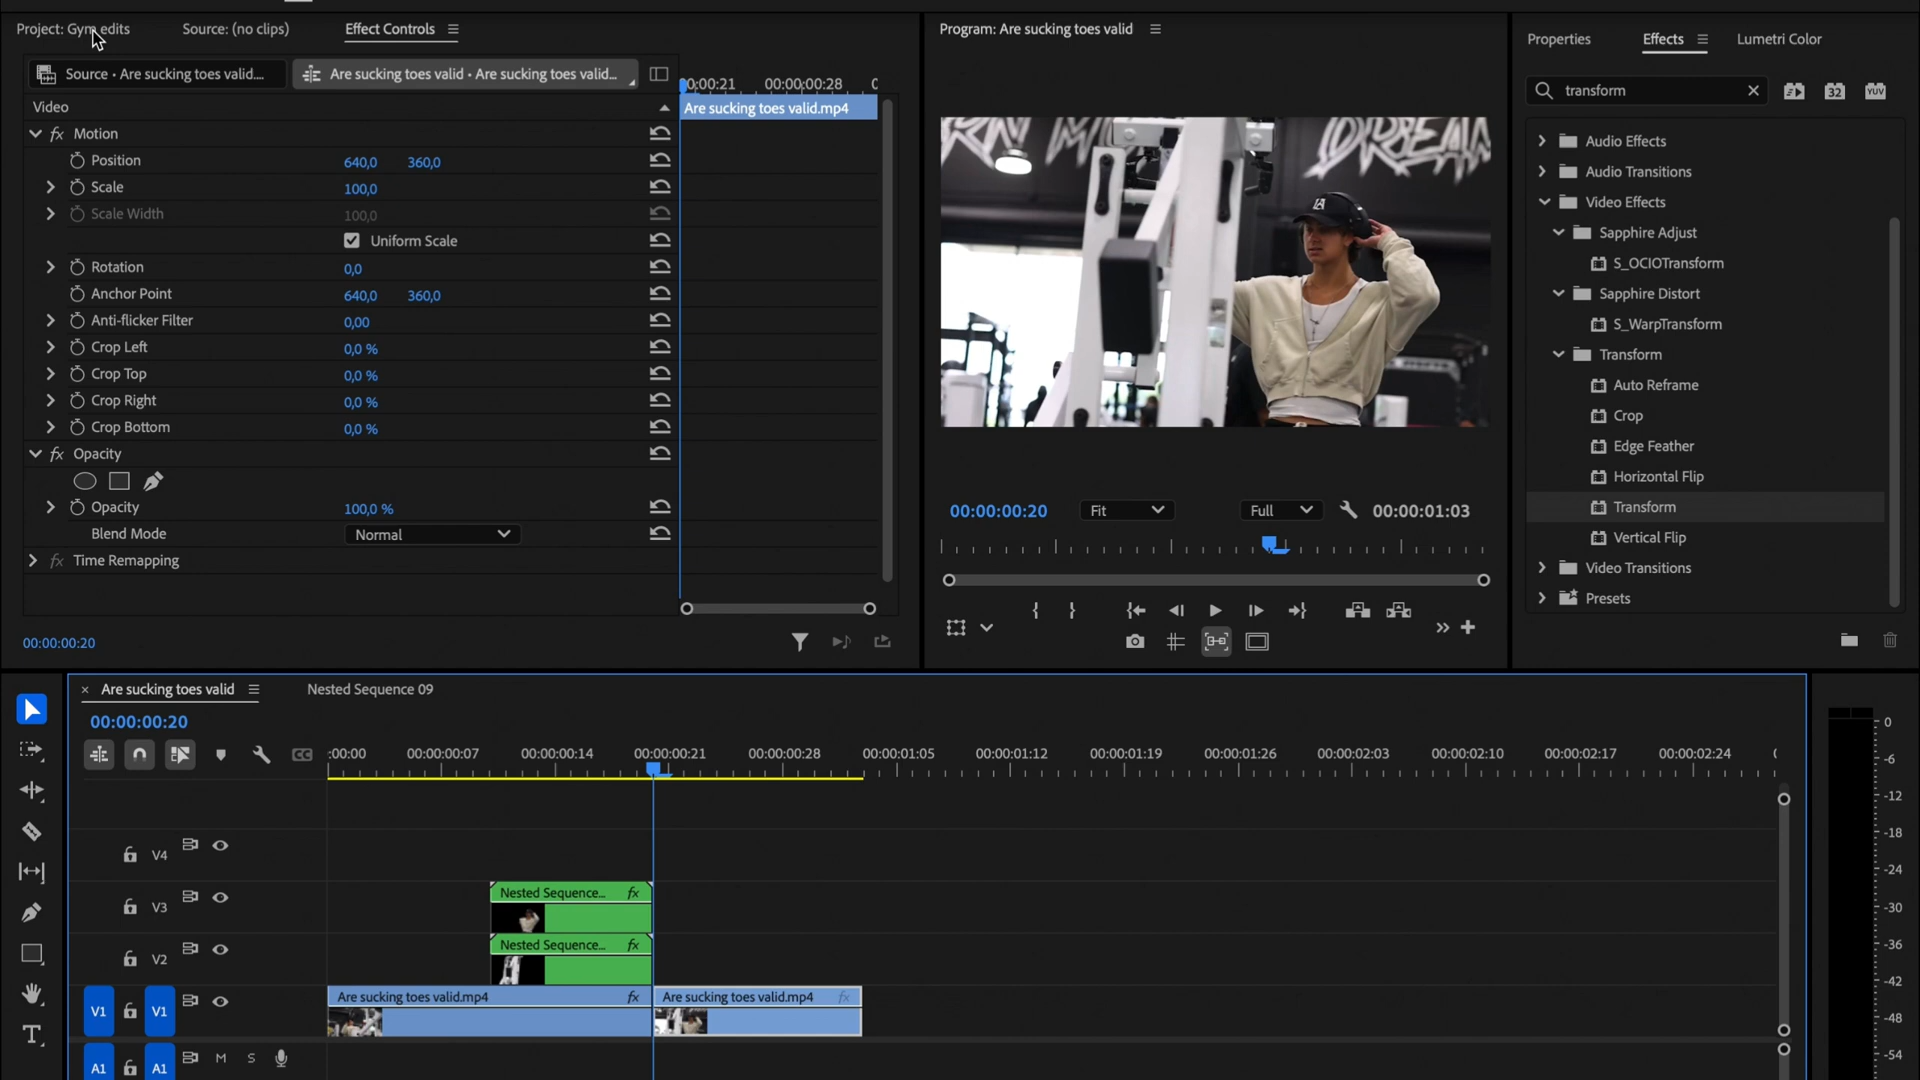 Project: Gym edits
Source: (no clips)
Effect Controls
Source • Are sucking toes valid...
Are sucking toes valid • Are sucking toes valid...
0:00:21
00:00:00:28
Video
Are sucking toes valid.mp4
fx Motion
Position 640,0 360,0
Scale 100,0
Scale Width 100,0
Uniform Scale
Rotation 0,0
Anchor Point 640,0 360,0
Anti-flicker Filter 0,00
Crop Left 0,0 %
Crop Top 0,0 %
Crop Right 0,0 %
Crop Bottom 0,0 %
fx Opacity
Opacity 100,0 %
Blend Mode Normal
fx Time Remapping
00:00:00:20
Program: Are sucking toes valid
DREAM
00:00:00:20
Fit
Full
00:00:01:03
Properties
Effects
Lumetri Color
transform
32
YUV
Audio Effects
Audio Transitions
Video Effects
Sapphire Adjust
S_OCIOTransform
Sapphire Distort
S_WarpTransform
Transform
Auto Reframe
Crop
Edge Feather
Horizontal Flip
Transform
Vertical Flip
Video Transitions
Presets
Are sucking toes valid
Nested Sequence 09
00:00:00:20
CC
:00:00
00:00:00:07
00:00:00:14
00:00:00:21
00:00:00:28
00:00:01:05
00:00:01:12
00:00:01:19
00:00:01:26
00:00:02:03
00:00:02:10
00:00:02:17
00:00:02:24
V4
V3
Nested Sequence... fx
V2
Nested Sequence... fx
V1
V1
Are sucking toes valid.mp4 fx
Are sucking toes valid.mp4 fx
A1
A1
M
S
T
0
-6
-12
-18
-24
-30
-36
-42
-48
-54